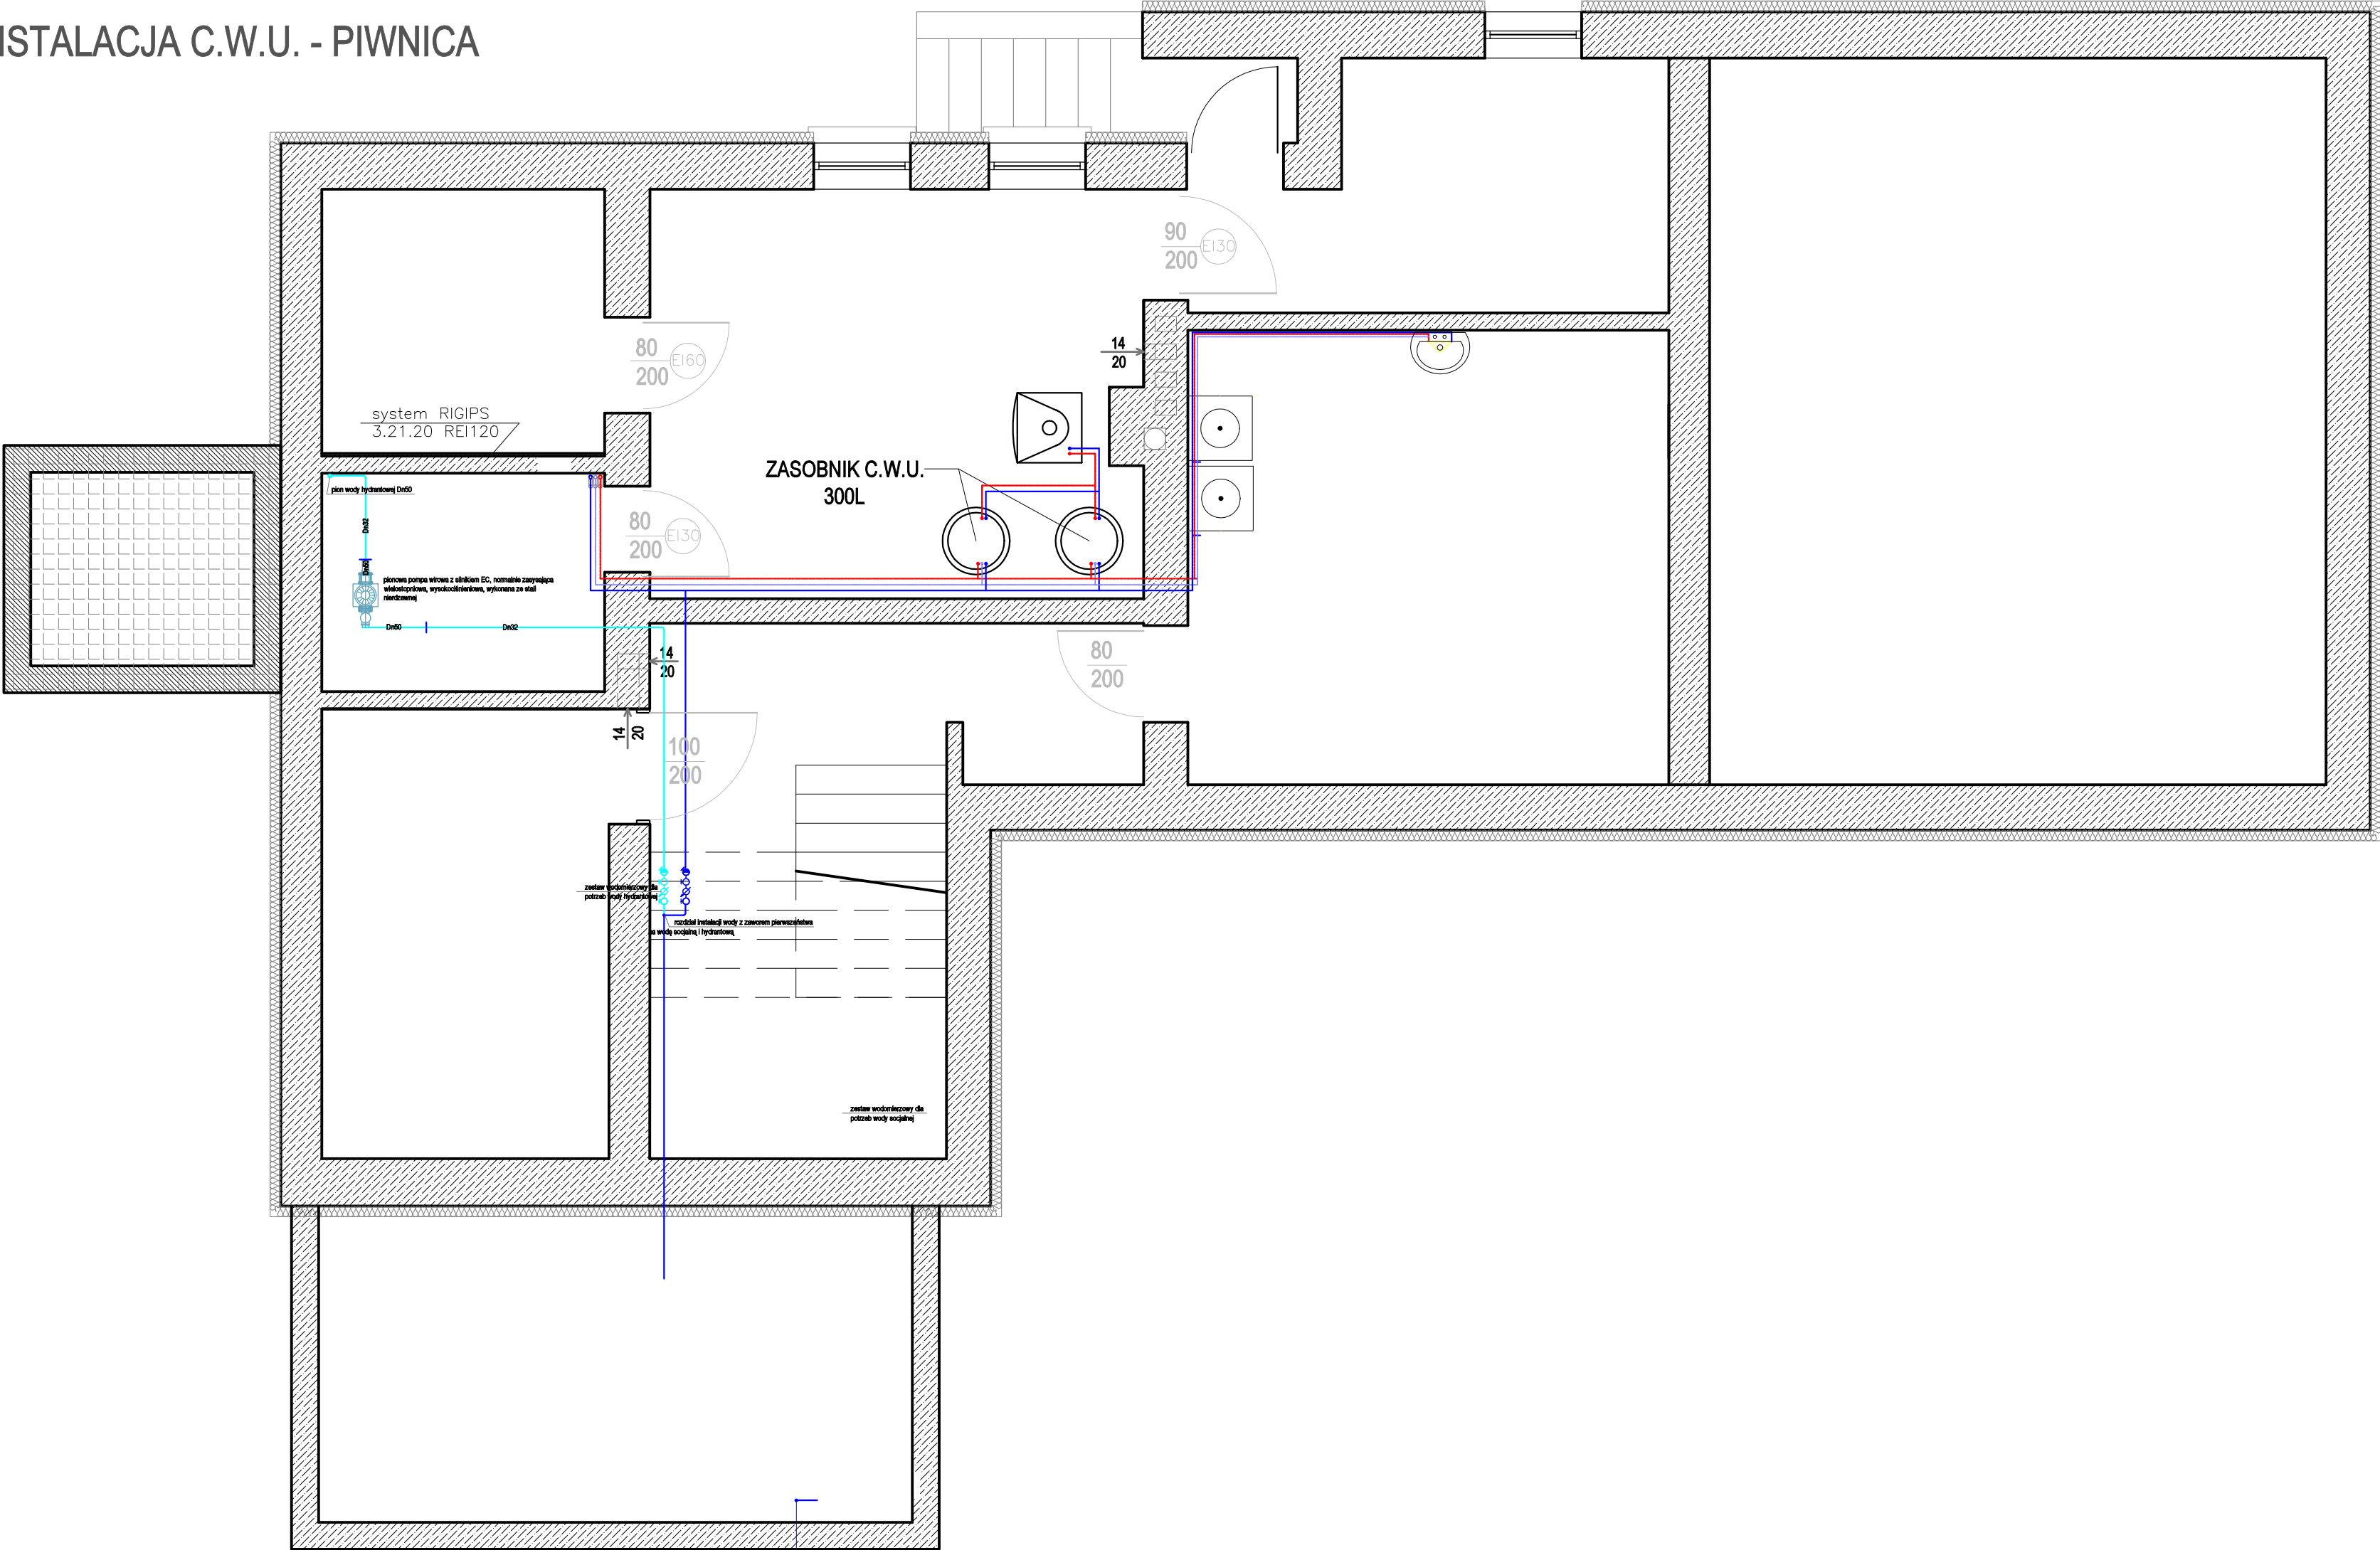 NSTALACJA C.W.U. - PIWNICA
90
200
EI30
80
200
EI60
14
20
system RIGIPS
3.21.20 REI120
ZASOBNIK C.W.U.
300L
pion wody hydrantowej Dn50
Dn32
80
200
EI30
Dn50
pionowa pompa wirowa z silnikiem EC, normalnie zasysająca
wielostopniowa, wysokociśnieniowa, wykonana ze stali
nierdzewnej
Dn50
Dn32
14
20
80
200
14
20
100
200
zestaw wodomierzowy dla
potrzeb wody hydrantowej
rozdział instalacji wody z zaworem pierwszeństwa
na wodę socjalną i hydrantową
zestaw wodomierzowy dla
potrzeb wody socjalnej